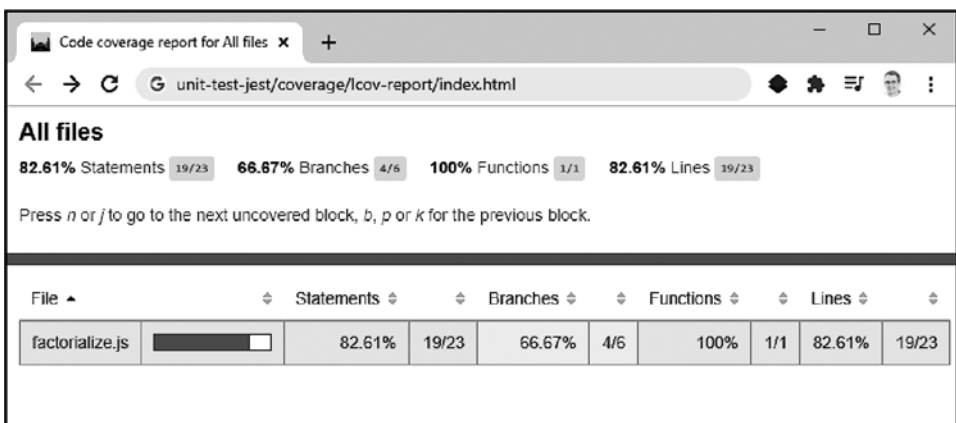 Code coverage report for All files
unit-test-jest/coverage/lcov-report/index.html
All files
82.61% Statements 19/23 66.67% Branches 4/6 100% Functions 1/1 82.61% Lines 19/23
Press n or j to go to the next uncovered block, b, p or k for the previous block.
File Statements Branches Functions Lines
factorialize.js 82.61% 19/23 66.67% 4/6 100% 1/1 82.61% 19/23